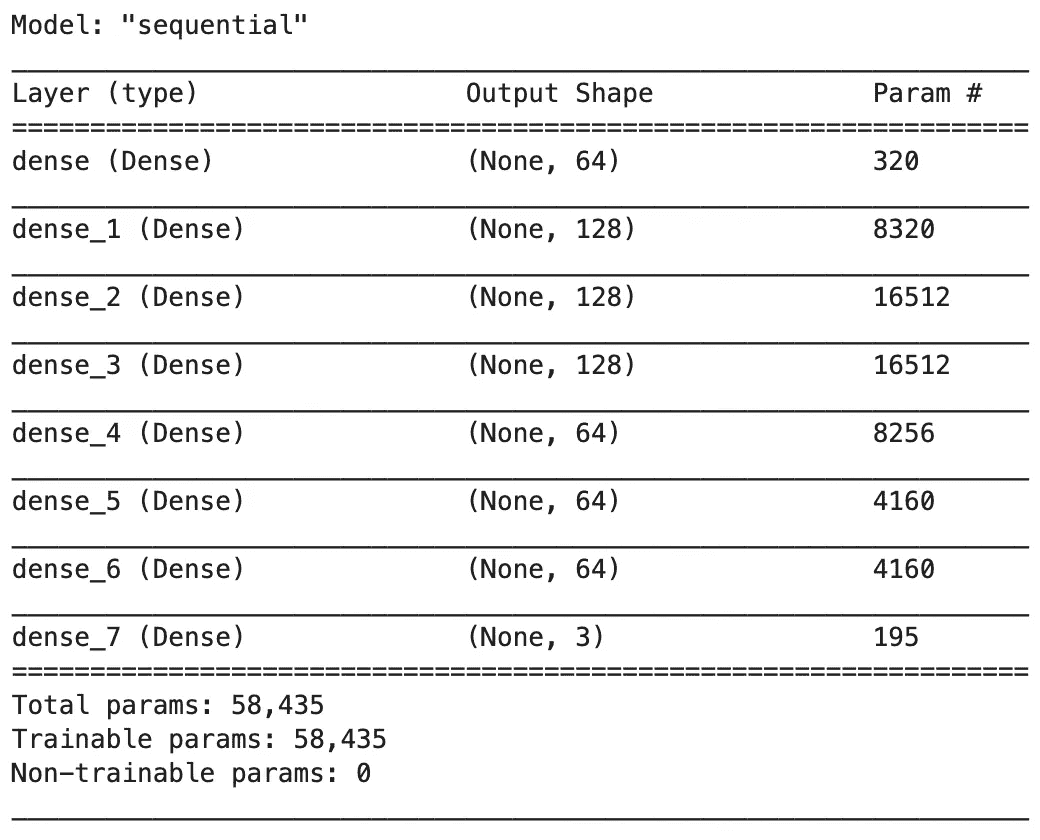 Model: "sequential"
Layer (type) Output Shape Param #
dense (Dense) (None, 64) 320
dense_1 (Dense) (None, 128) 8320
dense_2 (Dense) (None, 128) 16512
dense_3 (Dense) (None, 128) 16512
dense_4 (Dense) (None, 64) 8256
dense_5 (Dense) (None, 64) 4160
dense_6 (Dense) (None, 64) 4160
dense_7 (Dense) (None, 3) 195
Total params: 58,435
Trainable params: 58,435
Non-trainable params: 0